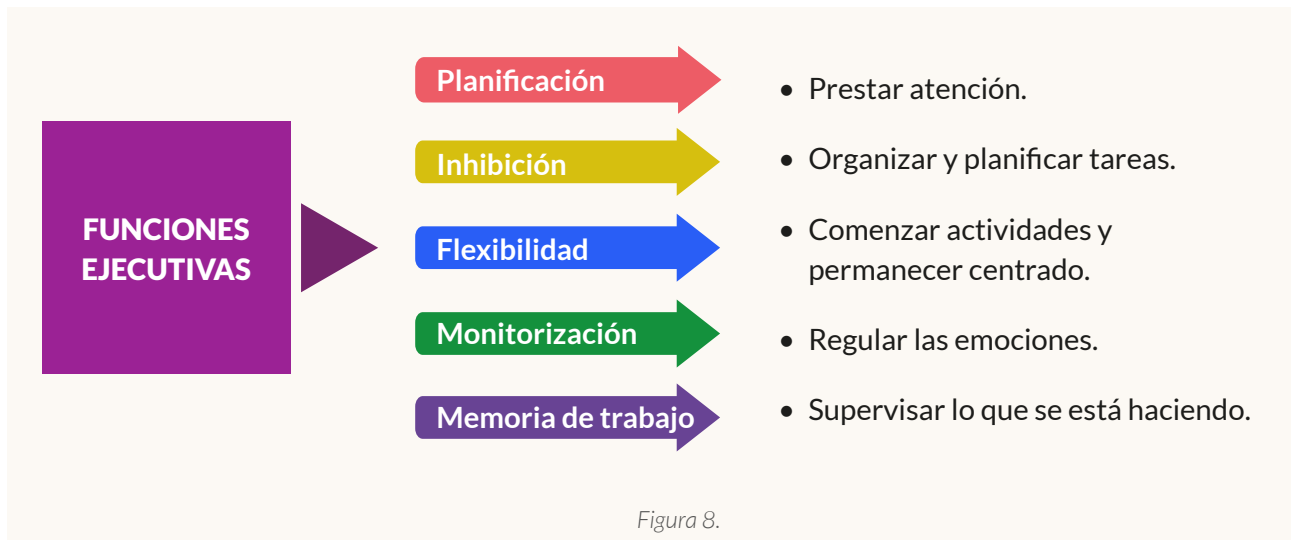 FUNCIONES
EJECUTIVAS
Planificación
Inhibición
Flexibilidad
Monitorización
Memoria de trabajo
• Prestar atención.
• Organizar y planificar tareas.
• Comenzar actividades y
permanecer centrado.
• Regular las emociones.
• Supervisar lo que se está haciendo.
Figura 8.